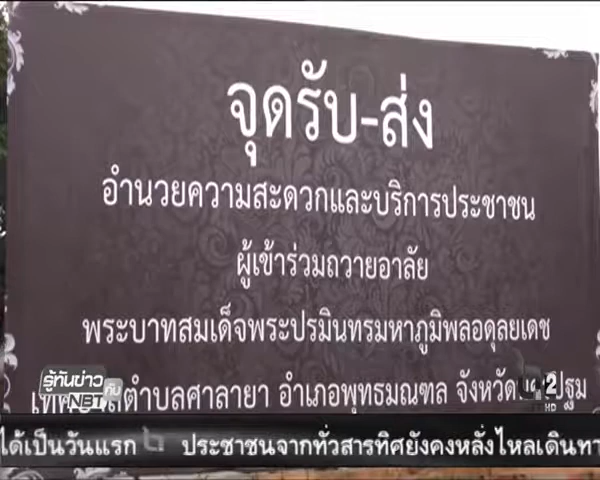 จุดรับ-ส่ง
อำนวยความสะดวกและบริการประชาชน
ผู้เข้าร่วมถวายอาลัย
พระบาทสมเด็จพระปรมินทรมหาภูมิพลอดุลยเดช
ตำบลศาลายา อำเภอพุทธมณฑล จังหวัด
รู้ทันข่าว
กับ
NBT
2
HD
ได้เป็นวันแรก ประชาชนจากทั่วสารทิศยังคงหลั่งไหลเดินทา